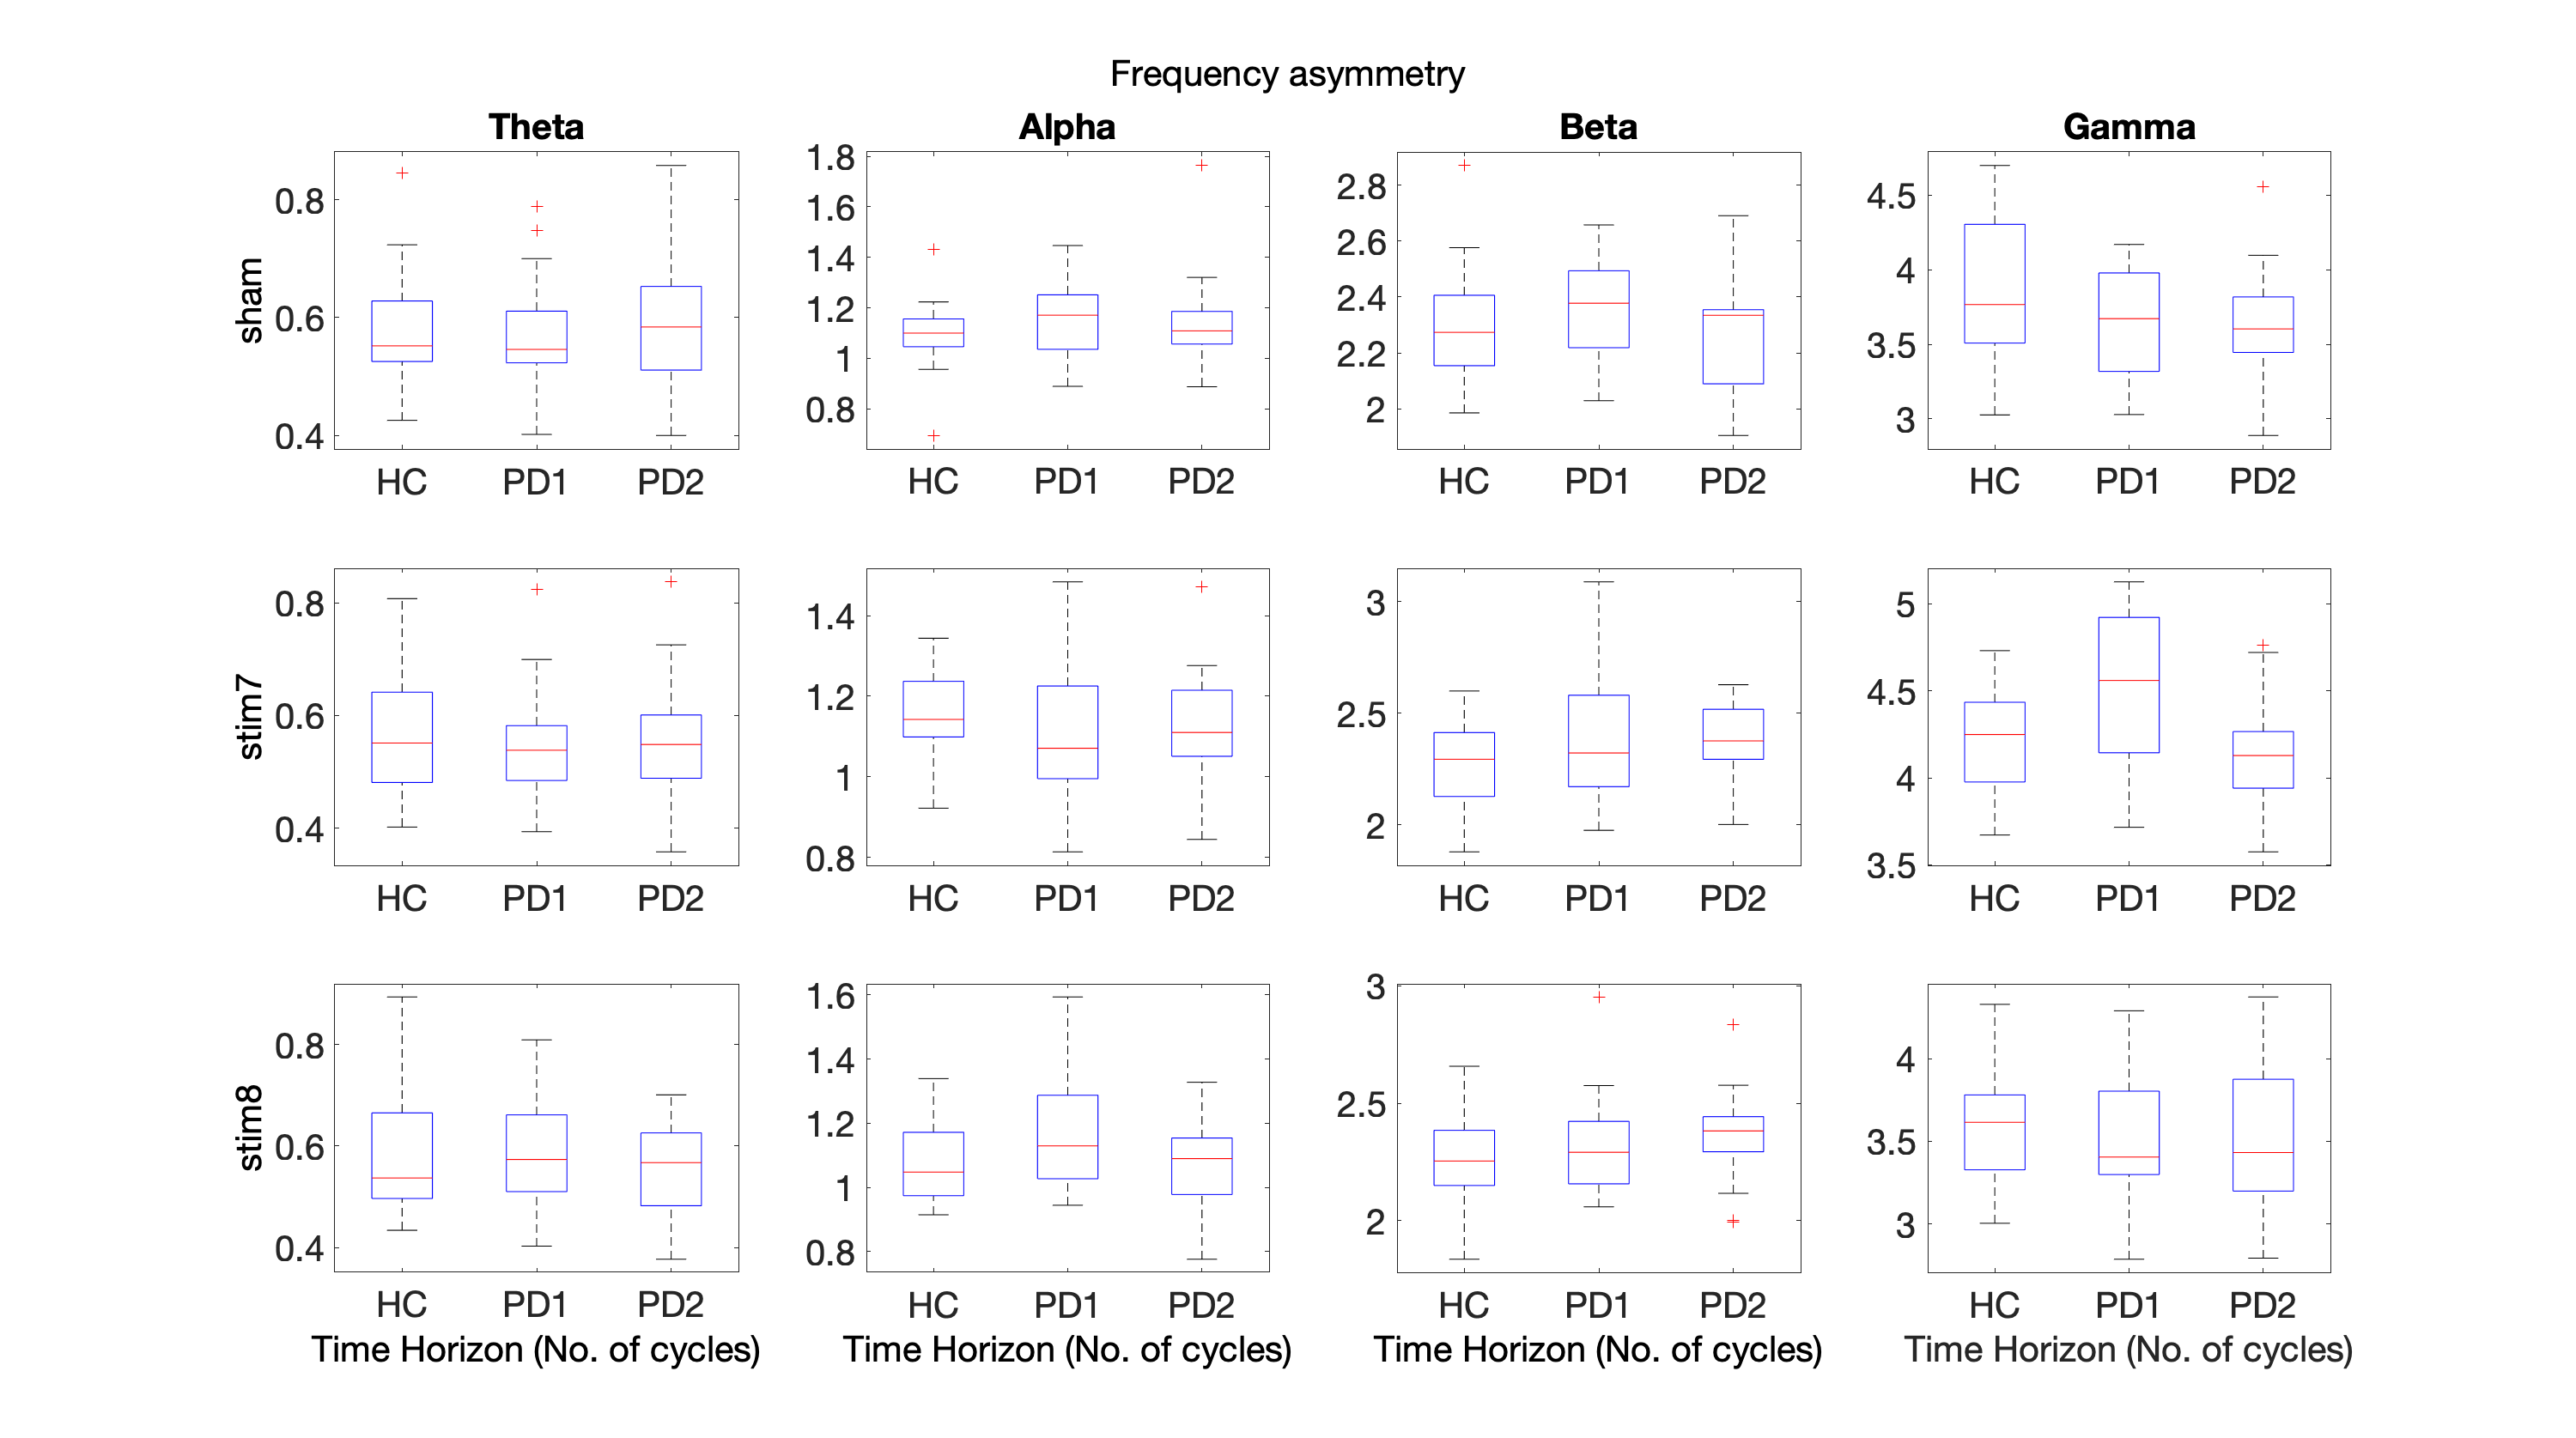 Frequency asymmetry
Theta Alpha Beta Gamma
sham
0.8
0.6
0.4
HC PD1 PD2
1.8
1.6
1.4
1.2
1
0.8
HC PD1 PD2
2.8
2.6
2.4
2.2
2
HC PD1 PD2
4.5
4
3.5
3
HC PD1 PD2
stim7
0.8
0.6
0.4
HC PD1 PD2
1.4
1.2
1
0.8
HC PD1 PD2
3
2.5
2
HC PD1 PD2
5
4.5
4
3.5
HC PD1 PD2
stim8
0.8
0.6
0.4
HC PD1 PD2
Time Horizon (No. of cycles)
1.6
1.4
1.2
1
0.8
HC PD1 PD2
Time Horizon (No. of cycles)
3
2.5
2
HC PD1 PD2
Time Horizon (No. of cycles)
4
3.5
3
HC PD1 PD2
Time Horizon (No. of cycles)